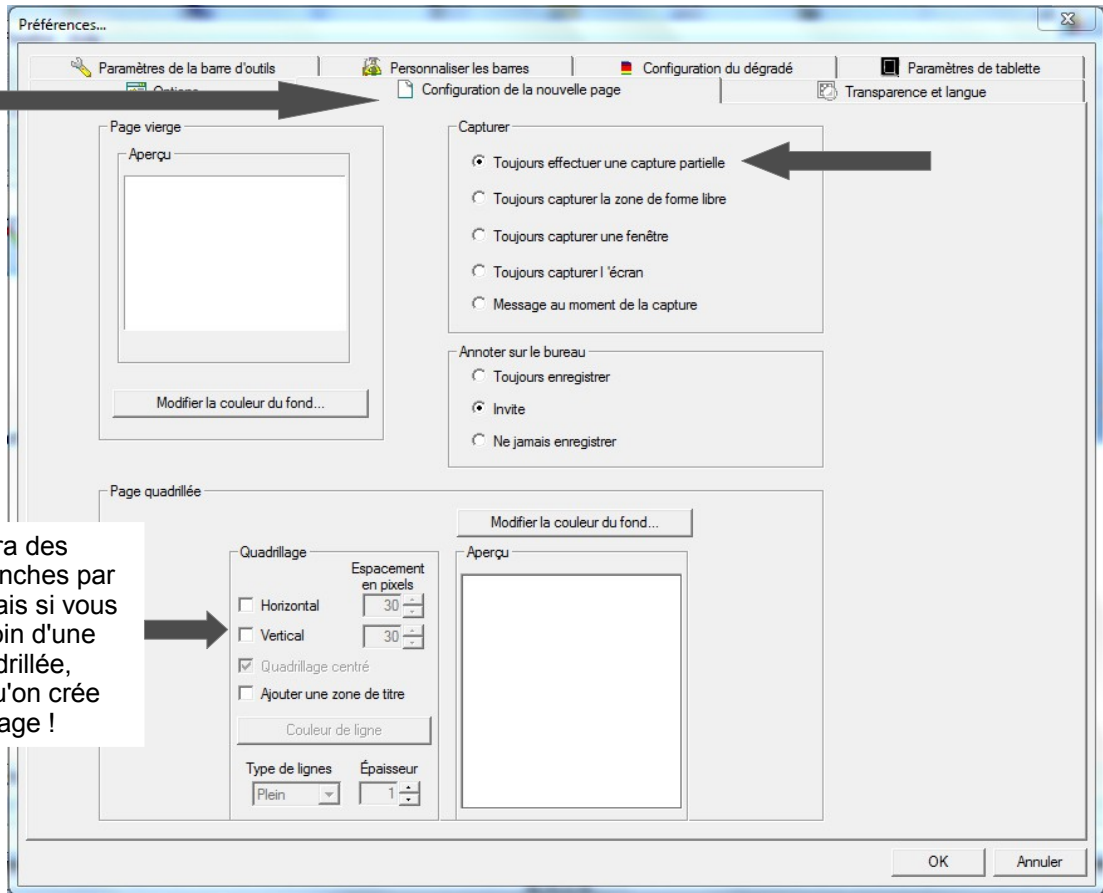 Préférences...
Paramètres de la barre d'outils
Personnaliser les barres
Configuration du dégradé
Paramètres de tablette
Configuration de la nouvelle page
Transparence et langue
Page vierge
Aperçu
Modifier la couleur du fond...
Capturer
Toujours effectuer une capture partielle
Toujours capturer la zone de forme libre
Toujours capturer une fenêtre
Toujours capturer l 'écran
Message au moment de la capture
Annoter sur le bureau
Toujours enregistrer
Invite
Ne jamais enregistrer
Page quadrillée
des
par
si vous
d'une
qu'on crée
!
Quadrillage
Espacement
en pixels
Horizontal
30
Vertical
30
Quadrillage centré
Ajouter une zone de titre
Couleur de ligne
Type de lignes
Épaisseur
Plein
1
Modifier la couleur du fond...
Aperçu
OK
Annuler